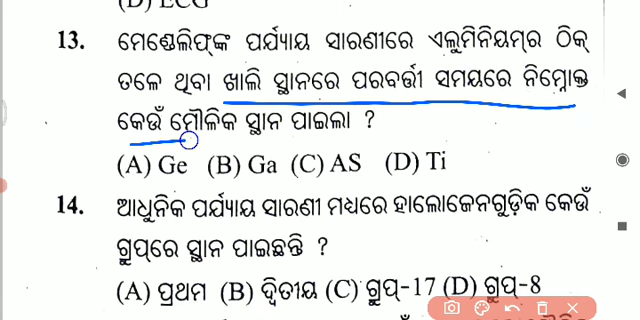 (D) ECG
13. ମେଣ୍ଡେଲିଫ୍‌ଙ୍କ ପର୍ଯ୍ୟାୟ ସାରଣୀରେ ଏଲୁମିନିୟମ୍‌ର ଠିକ୍
ତଳେ ଥିବା ଖାଲି ସ୍ଥାନରେ ପରବର୍ତ୍ତୀ ସମୟରେ ନିମ୍ନୋକ୍ତ
କେଉଁ ମୌଳିକ ସ୍ଥାନ ପାଇଲା ?
(A) Ge (B) Ga (C) AS (D) Ti
14. ଆଧୁନିକ ପର୍ଯ୍ୟାୟ ସାରଣୀ ମଧ୍ୟରେ ହାଲୋଜେନଗୁଡ଼ିକ କେଉଁ
ଗ୍ରୁପ୍‌ରେ ସ୍ଥାନ ପାଇଛନ୍ତି ?
(A) ପ୍ରଥମ (B) ଦ୍ୱିତୀୟ (C) ଗ୍ରୁପ୍-17 (D) ଗ୍ରୁପ୍-8